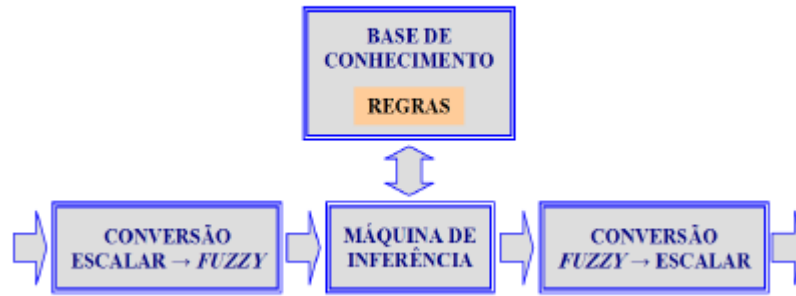 BASE DE
CONHECIMENTO
REGRAS
CONVERSÃO
ESCALAR → FUZZY
MÁQUINA DE
INFERÊNCIA
CONVERSÃO
FUZZY → ESCALAR